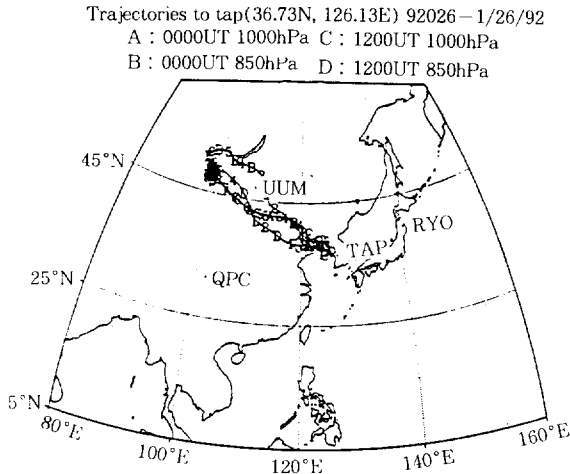 Trajectories to tap(36.73N, 126.13E) 92026-1/26/92
A : 0000UT 1000hPa C : 1200UT 1000hPa
B : 0000UT 850hPa D : 1200UT 850hPa
45°N
UUM
RYO
TAP
25°N
QPC
5°N
80°E
100°E
120°E
140°E
160°E